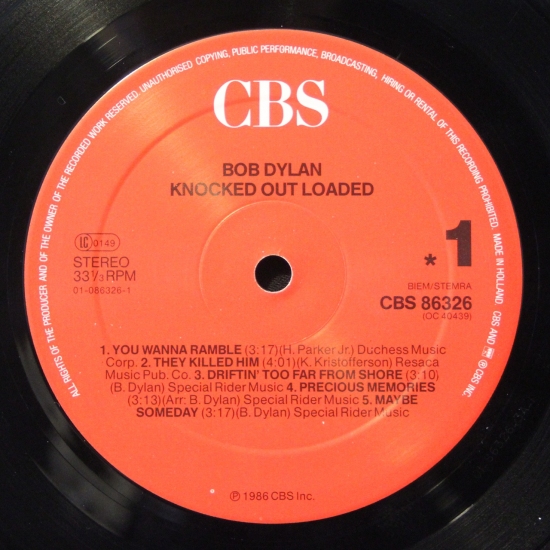 ALL RIGHTS OF THE PRODUCER AND OF THE OWNER OF THE RECORDED WORK RESERVED. UNAUTHORISED COPYING, PUBLIC PERFORMANCE, BROADCASTING, HIRING OR RENTAL OF THIS RECORDING PROHIBITED. MADE IN HOLLAND. CBS AND ® CBS INC.
CBS
BOB DYLAN
KNOCKED OUT LOADED
LC 0149
STEREO
33 1/3 RPM
01-086326-1
* 1
BIEM/STEMRA
CBS 86326
(OC 40439)
1. YOU WANNA RAMBLE (3:17)(H. Parker Jr.) Duchess Music
Corp. 2. THEY KILLED HIM (4:01)(K. Kristofferson) Resaca
Music Pub. Co. 3. DRIFTIN' TOO FAR FROM SHORE (3:10)
(B. Dylan) Special Rider Music 4. PRECIOUS MEMORIES
(3:13)(Arr: B. Dylan) Special Rider Music 5. MAYBE
SOMEDAY (3:17)(B. Dylan) Special Rider Music
℗ 1986 CBS Inc.